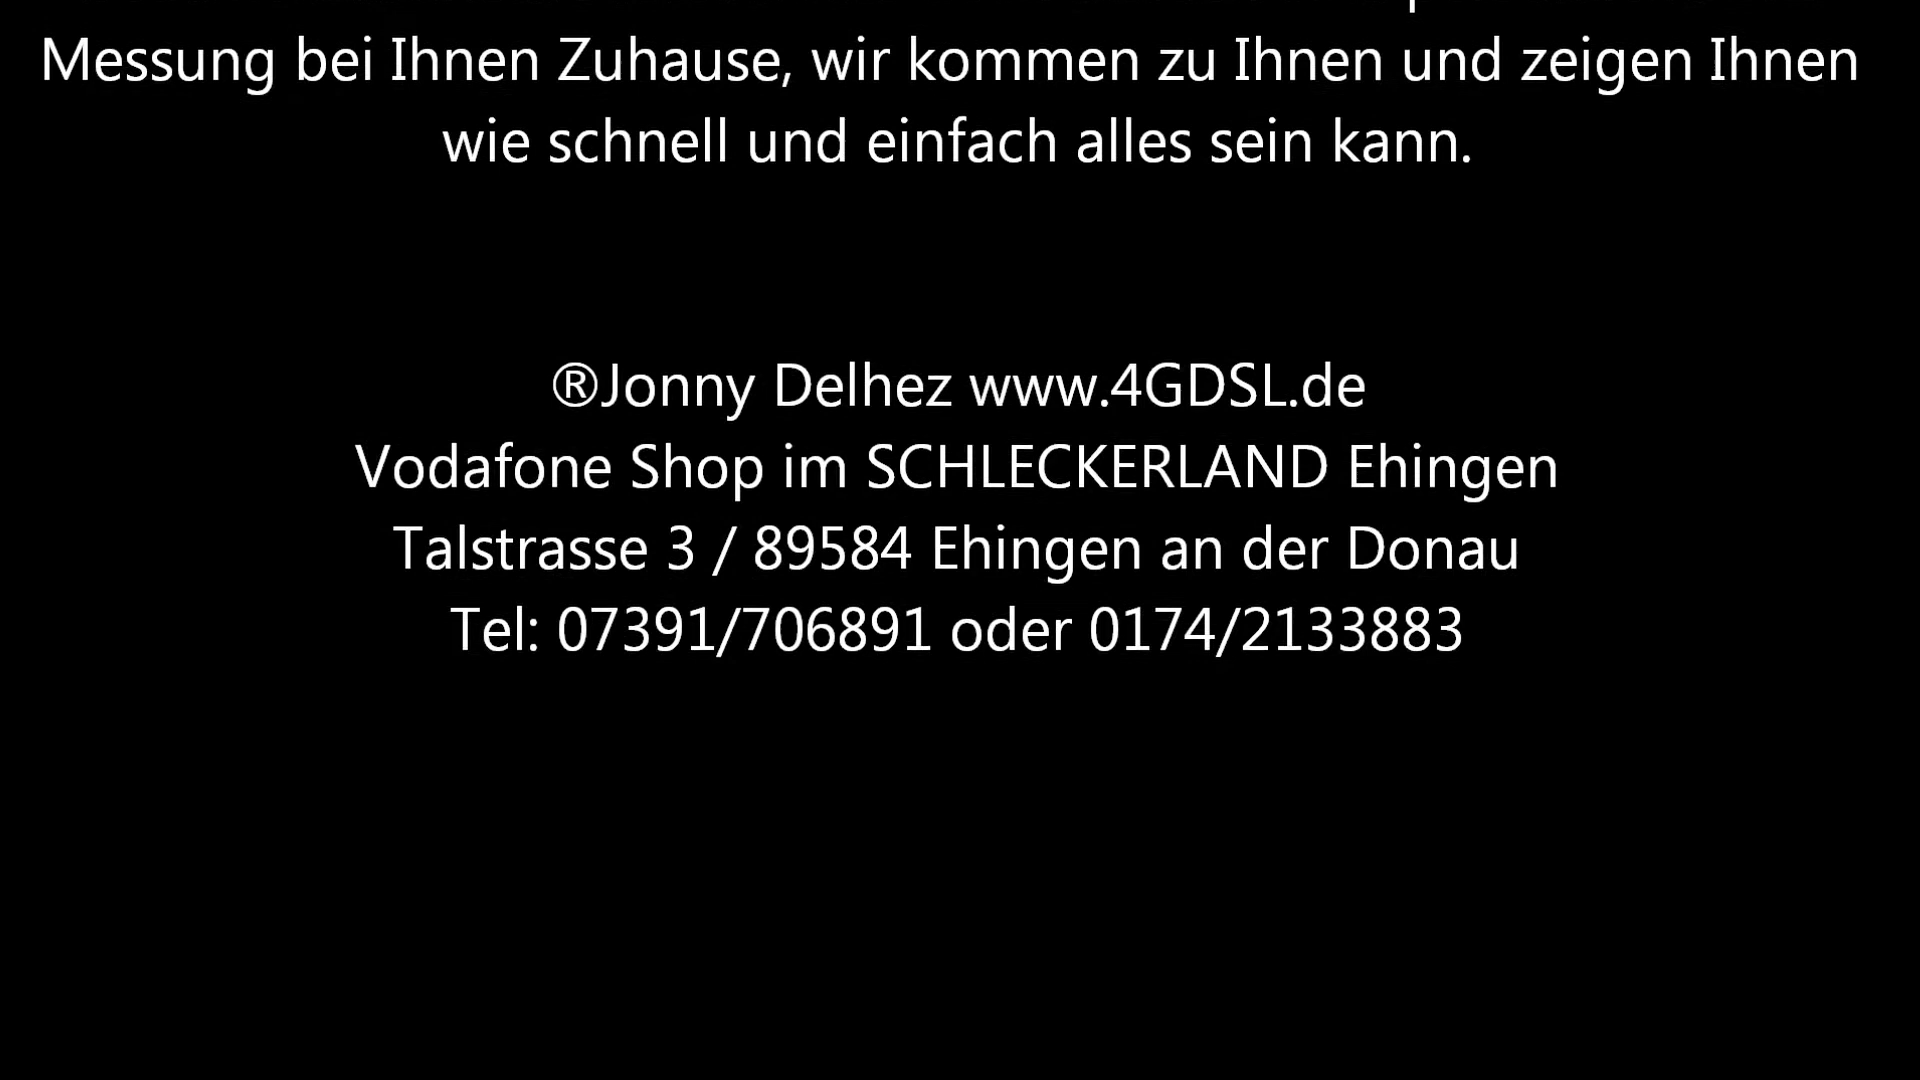 Messung bei Ihnen Zuhause, wir kommen zu Ihnen und zeigen Ihnen
wie schnell und einfach alles sein kann.
®Jonny Delhez www.4GDSL.de
Vodafone Shop im SCHLECKERLAND Ehingen
Talstrasse 3 / 89584 Ehingen an der Donau
Tel: 07391/706891 oder 0174/2133883